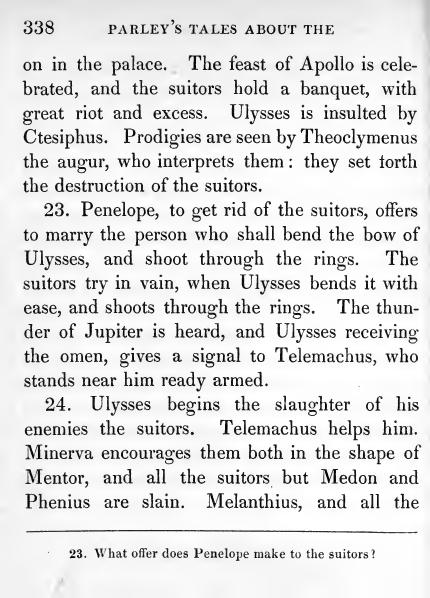 338 PARLEY'S TALES ABOUT THE
on in the palace. The feast of Apollo is cele-
brated, and the suitors hold a banquet, with
great riot and excess. Ulysses is insulted by
Ctesiphus. Prodigies are seen by Theoclymenus
the augur, who interprets them : they set forth
the destruction of the suitors.
23. Penelope, to get rid of the suitors, offers
to marry the person who shall bend the bow of
Ulysses, and shoot through the rings. The
suitors try in vain, when Ulysses bends it with
ease, and shoots through the rings. The thun-
der of Jupiter is heard, and Ulysses receiving
the omen, gives a signal to Telemachus, who
stands near him ready armed.
24. Ulysses begins the slaughter of his
enemies the suitors. Telemachus helps him.
Minerva encourages them both in the shape of
Mentor, and all the suitors but Medon and
Phenius are slain. Melanthius, and all the
23. What offer does Penelope make to the suitors?